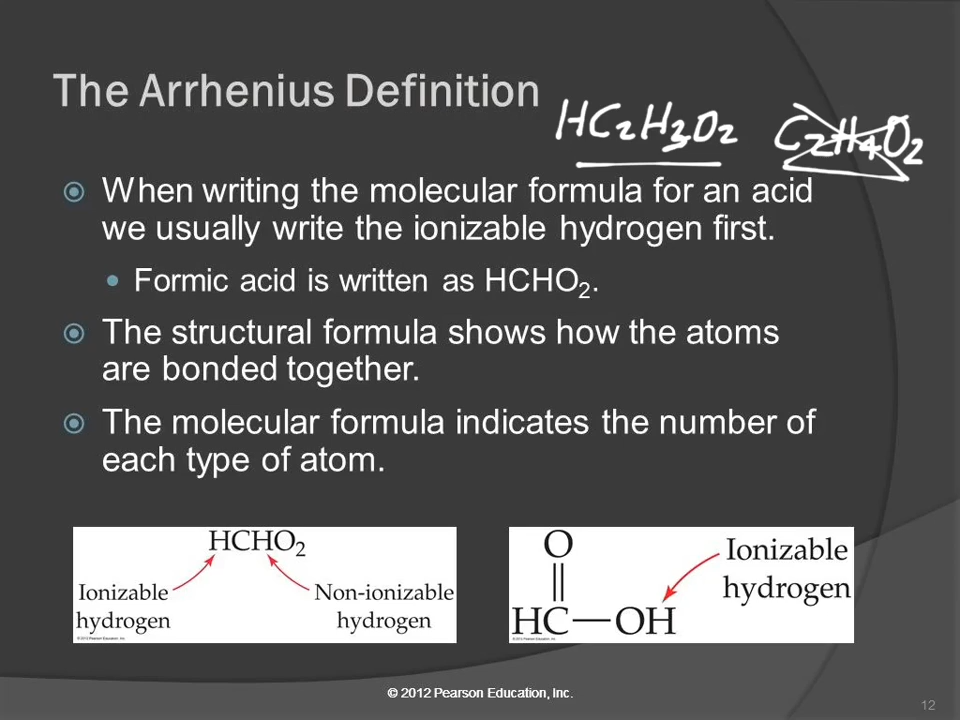 The Arrhenius Definition
HC2H3O2 C2H4O2
When writing the molecular formula for an acid
we usually write the ionizable hydrogen first.
Formic acid is written as HCHO2.
The structural formula shows how the atoms
are bonded together.
The molecular formula indicates the number of
each type of atom.
HCHO2
Ionizable
hydrogen
Non-ionizable
hydrogen
O
HC—OH
Ionizable
hydrogen
© 2012 Pearson Education, Inc.
12